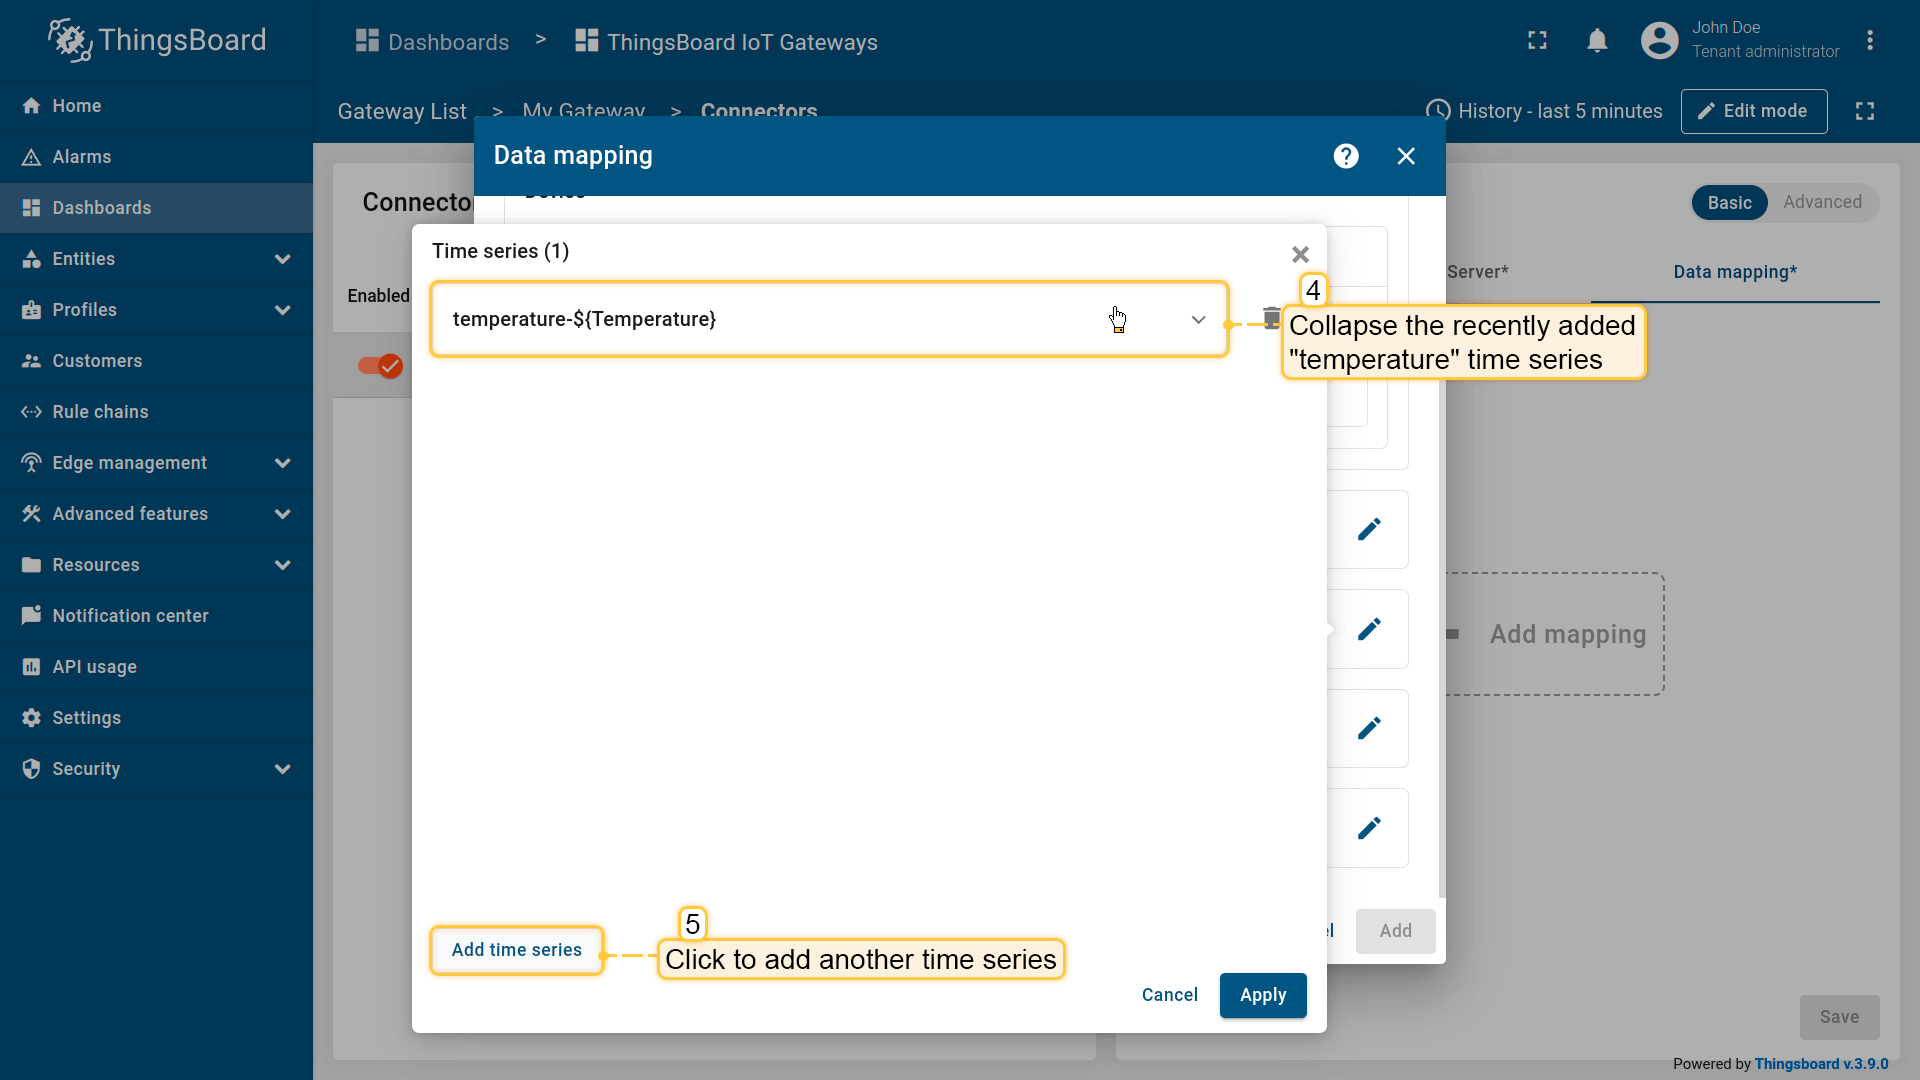 ThingsBoard
Dashboards > ThingsBoard IoT Gateways
John Doe
Tenant administrator
Home
Alarms
Dashboards
Entities
Profiles
Customers
Rule chains
Edge management
Advanced features
Resources
Notification center
API usage
Settings
Security
Gateway List > My Gateway > Connectors
History - last 5 minutes
Edit mode
Data mapping
Basic
Advanced
Server*
Data mapping*
Enabled
Time series (1)
temperature-${Temperature}
4
Collapse the recently added
"temperature" time series
Add mapping
Add time series
5
Click to add another time series
Cancel
Apply
Add
Save
Powered by Thingsboard v.3.9.0